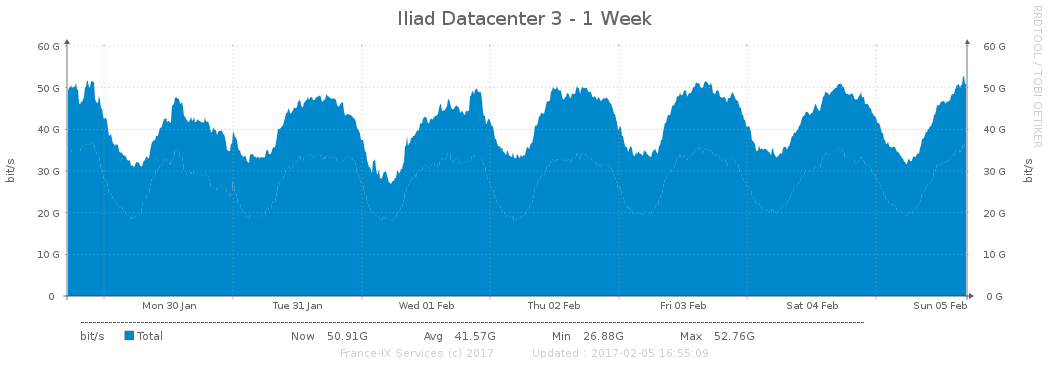 Iliad Datacenter 3 - 1 Week
RRDTOOL / TOBI OETIKER
bit/s
bit/s
60 G
50 G
40 G
30 G
20 G
10 G
0
60 G
50 G
40 G
30 G
20 G
10 G
0 G
Mon 30 Jan Tue 31 Jan Wed 01 Feb Thu 02 Feb Fri 03 Feb Sat 04 Feb Sun 05 Feb
bit/s Total Now 50.91G Avg 41.57G Min 26.88G Max 52.76G
France-IX Services (c) 2017 Updated : 2017-02-05 16:55:09